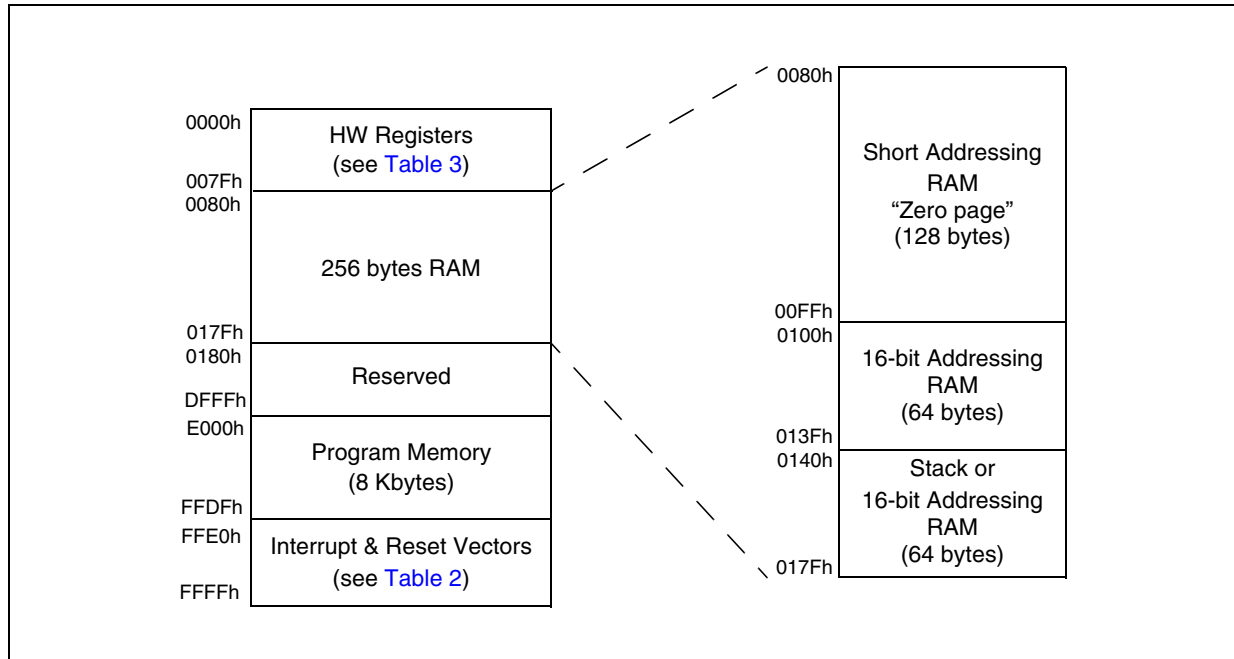 0000h
HW Registers
(see Table 3)
007Fh
0080h
256 bytes RAM
017Fh
0180h
Reserved
DFFFh
E000h
Program Memory
(8 Kbytes)
FFDFh
FFE0h
Interrupt & Reset Vectors
(see Table 2)
FFFFh
0080h
Short Addressing
RAM
“Zero page”
(128 bytes)
00FFh
0100h
16-bit Addressing
RAM
(64 bytes)
013Fh
0140h
Stack or
16-bit Addressing
RAM
(64 bytes)
017Fh